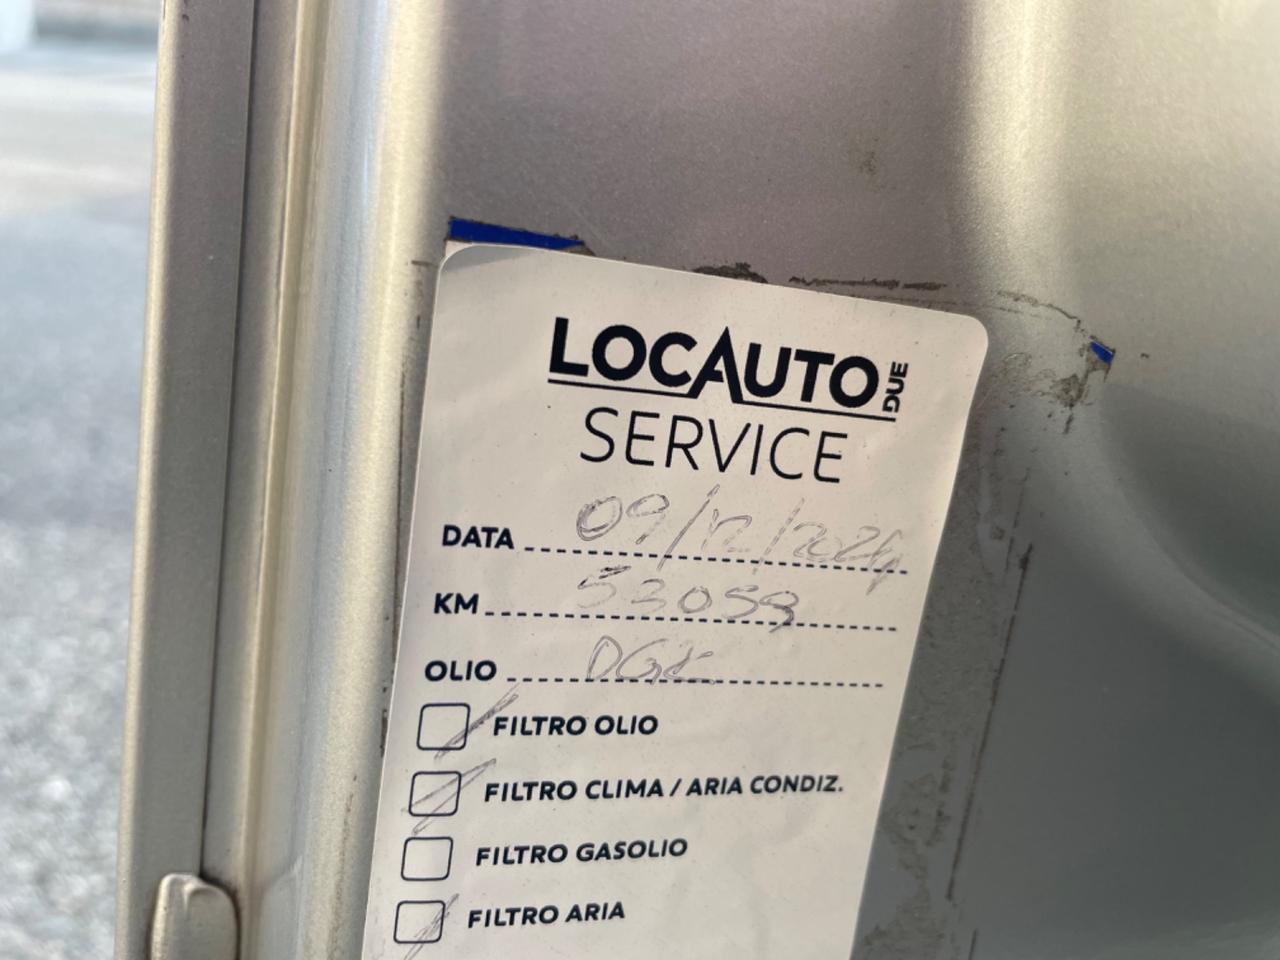 LOCAUTO DUE
SERVICE
DATA 09/12/2024
KM 53059
OLIO
FILTRO OLIO
FILTRO CLIMA / ARIA CONDIZ.
FILTRO GASOLIO
FILTRO ARIA